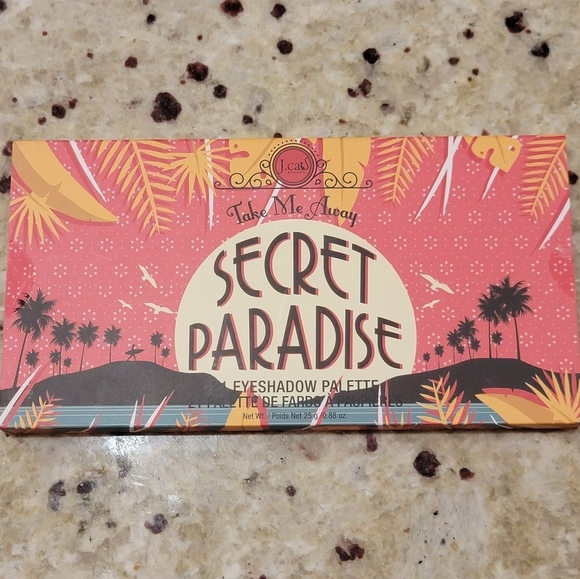 J.cat
Take Me Away
SECRET
PARADISE
EYESHADOW PALETTE
PALETTE DE FARDS À PAUPIÈRES
Net Wt. / Poids Net 25 g. 0.88 oz.